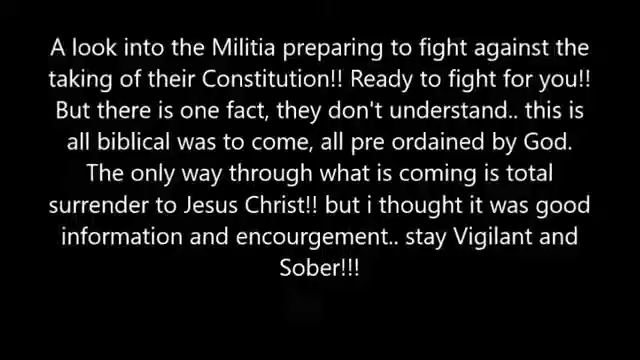 A look into the Militia preparing to fight against the
taking of their Constitution!! Ready to fight for you!!
But there is one fact, they don't understand.. this is
all biblical was to come, all pre ordained by God.
The only way through what is coming is total
surrender to Jesus Christ!! but i thought it was good
information and encourgement.. stay Vigilant and
Sober!!!